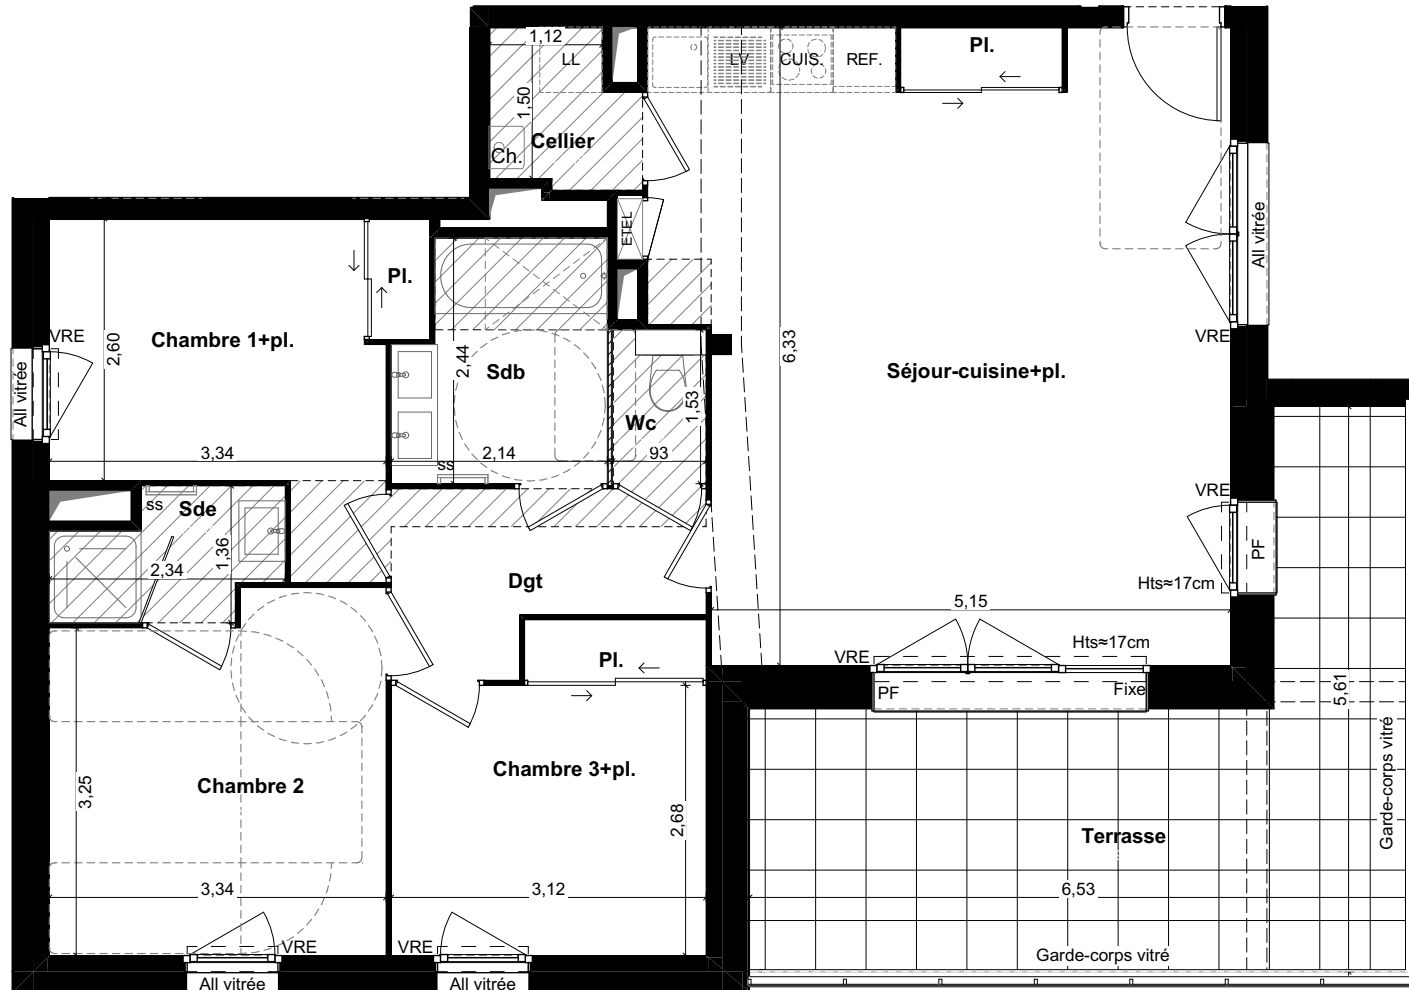 1,12
LL
1,50
Cellier
Ch.
LV
CUIS.
REF.
Pl.
ETEL
All vitrée
VRE
Pl.
VRE
Chambre 1+pl.
2,60
All vitrée
3,34
2,44
Sdb
2,14
ss
Wc
1,53
93
6,33
Séjour-cuisine+pl.
VRE
PF
Hts≈17cm
5,15
ss
Sde
1,36
2,34
Dgt
Pl.
VRE
Hts≈17cm
PF
Fixe
5,61
Garde-corps vitré
Chambre 2
3,25
3,34
Chambre 3+pl.
2,68
3,12
Terrasse
6,53
VRE
VRE
Garde-corps vitré
All vitrée
All vitrée